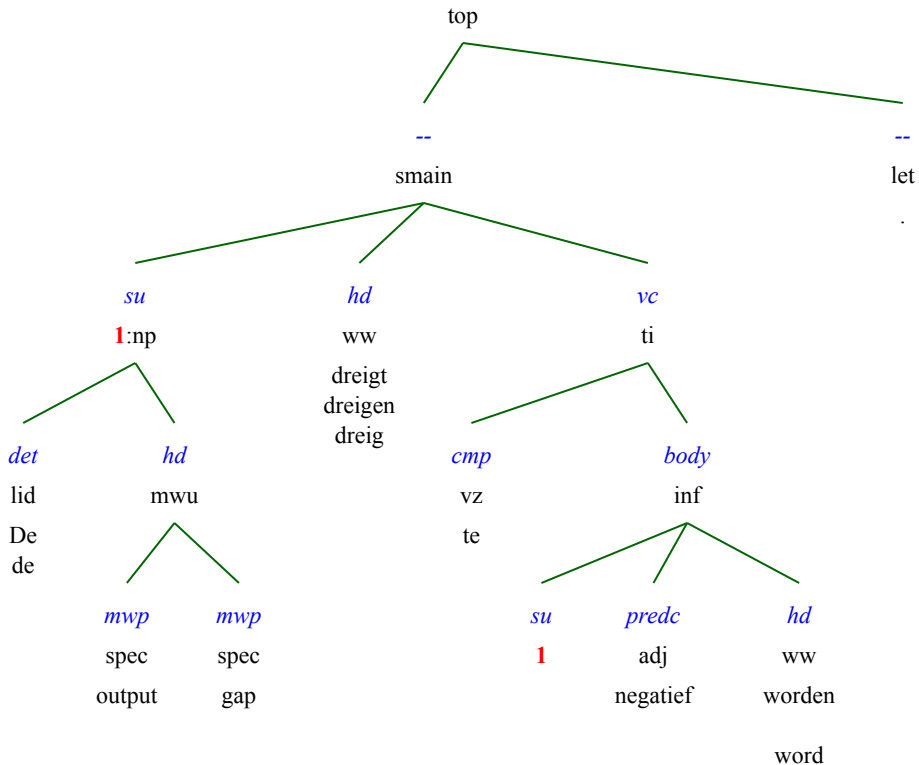 top
-- --
smain let
.
su hd vc
1:np ww ti
dreigt
dreigen
dreig
det hd cmp body
lid mwu vz inf
De te
de
mwp mwp su predc hd
spec spec 1 adj ww
output gap negatief worden
word